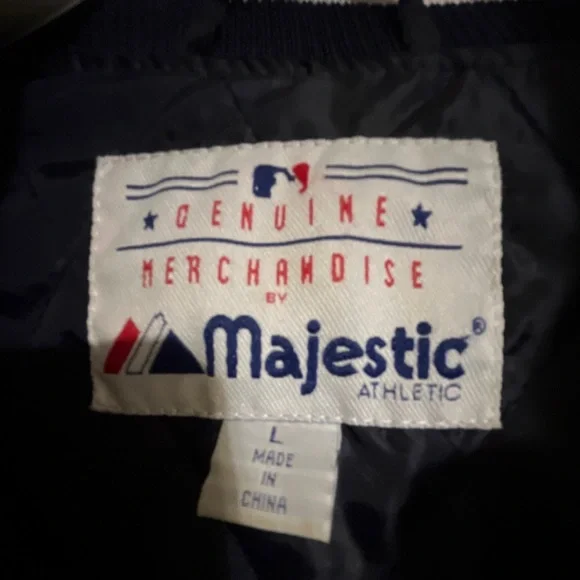 ★ GENUINE ★
MERCHANDISE
BY
Majestic®
ATHLETIC
L
MADE
IN
CHINA